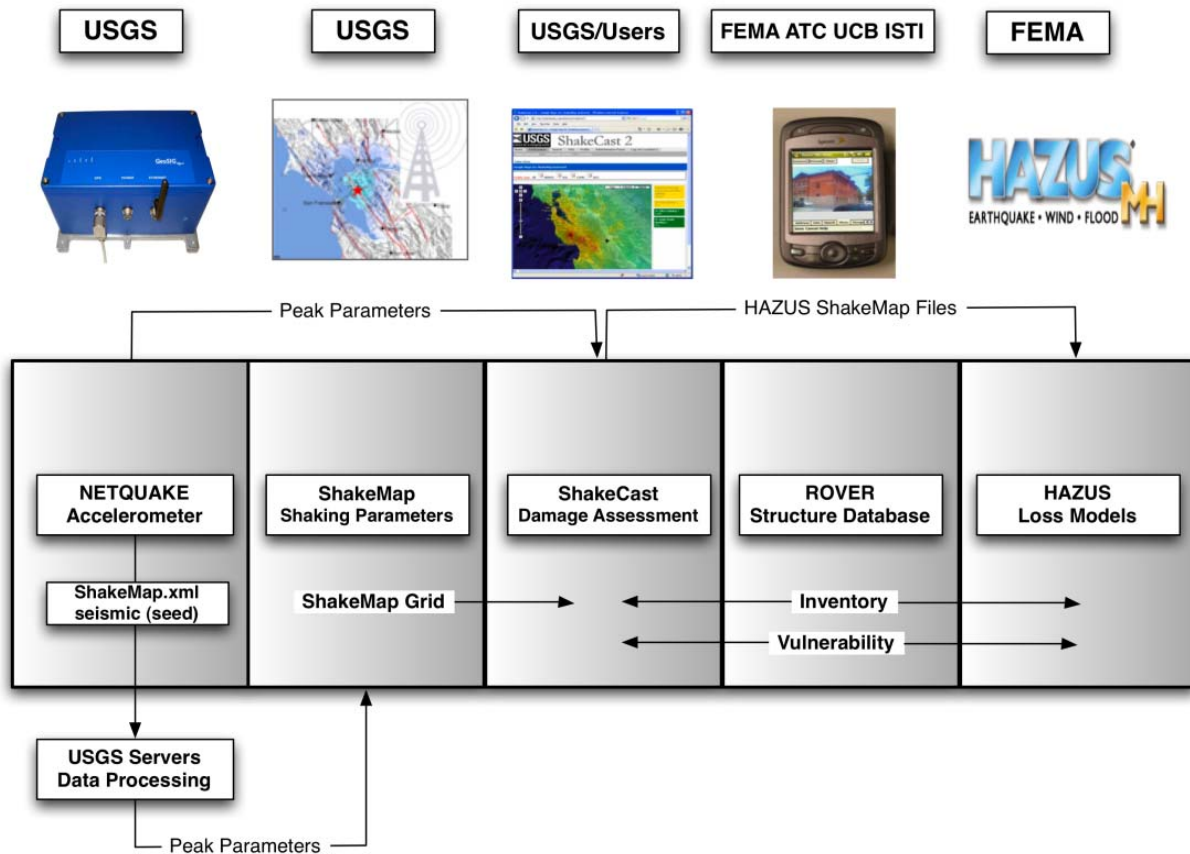 USGS
USGS
USGS/Users
FEMA ATC UCB ISTI
FEMA
GeoSIG
USGS
ShakeCast 2
HAZUS
MH
EARTHQUAKE • WIND • FLOOD
Peak Parameters
HAZUS ShakeMap Files
NETQUAKE
Accelerometer
ShakeMap
Shaking Parameters
ShakeCast
Damage Assessment
ROVER
Structure Database
HAZUS
Loss Models
ShakeMap.xml
seismic (seed)
ShakeMap Grid
Inventory
Vulnerability
USGS Servers
Data Processing
Peak Parameters